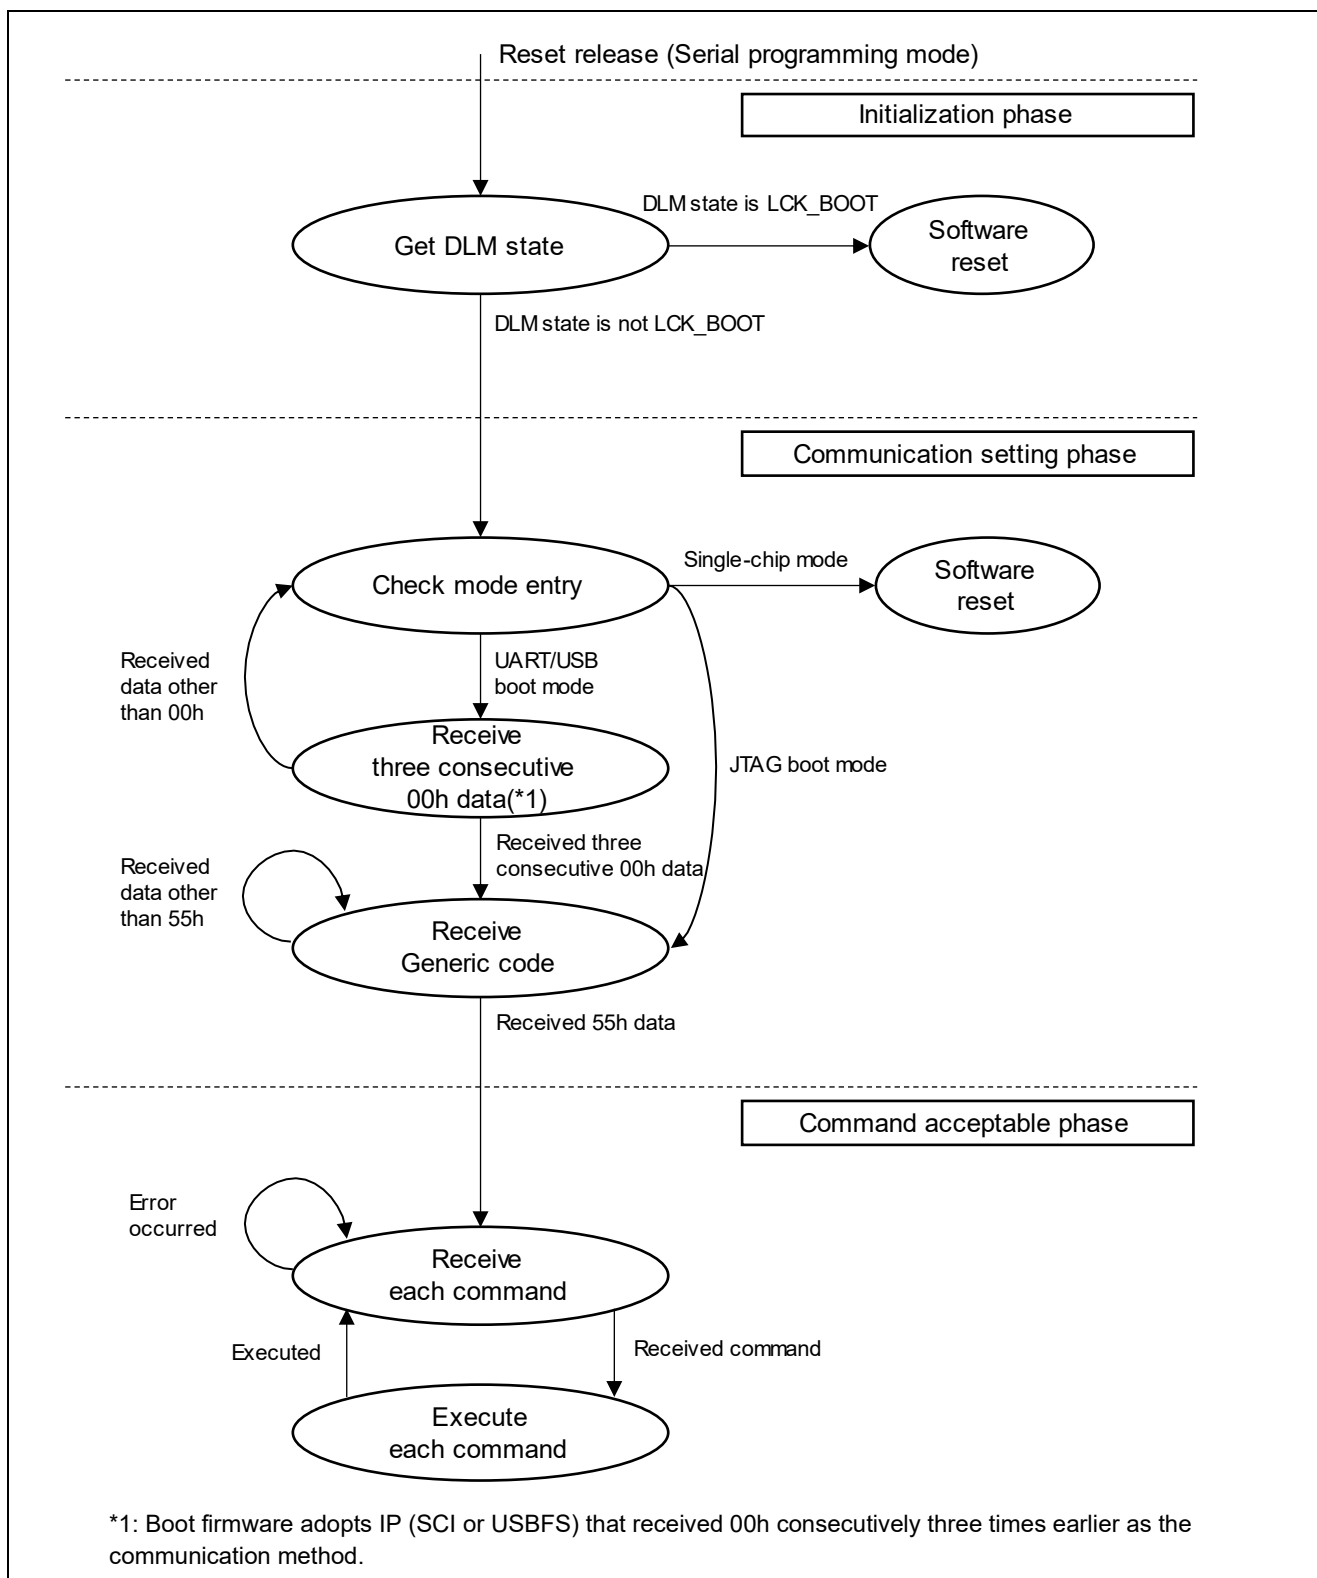 Reset release (Serial programming mode)
Initialization phase
DLM state is LCK_BOOT
Get DLM state
Software
reset
DLM state is not LCK_BOOT
Communication setting phase
Single-chip mode
Check mode entry
Software
reset
Received
data other
than 00h
UART/USB
boot mode
Receive
three consecutive
00h data(*1)
JTAG boot mode
Received three
consecutive 00h data
Received
data other
than 55h
Receive
Generic code
Received 55h data
Command acceptable phase
Error
occurred
Receive
each command
Executed
Received command
Execute
each command
*1: Boot firmware adopts IP (SCI or USBFS) that received 00h consecutively three times earlier as the
communication method.